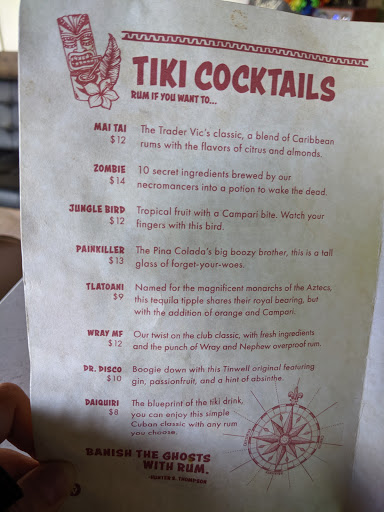 TIKI COCKTAILS
RUM IF YOU WANT TO...
MAI TAI
$12
The Trader Vic's classic, a blend of Caribbean
rums with the flavors of citrus and almonds.
ZOMBIE
$14
10 secret ingredients brewed by our
necromancers into a potion to wake the dead.
JUNGLE BIRD
$12
Tropical fruit with a Campari bite. Watch your
fingers with this bird.
PAINKILLER
$13
The Pina Colada's big boozy brother, this is a tall
glass of forget-your-woes.
TLATOANI
$9
Named for the magnificent monarchs of the Aztecs,
this tequila tipple shares their royal bearing, but
with the addition of orange and Campari.
WRAY MF
$12
Our twist on the club classic, with fresh ingredients
and the punch of Wray and Nephew overproof rum.
DR. DISCO
$10
Boogie down with this Tinwell original featuring
gin, passionfruit, and a hint of absinthe.
DAIQUIRI
$8
The blueprint of the tiki drink,
you can enjoy this simple
Cuban classic with any rum
you choose.
BANISH THE GHOSTS
WITH RUM.
-HUNTER S. THOMPSON